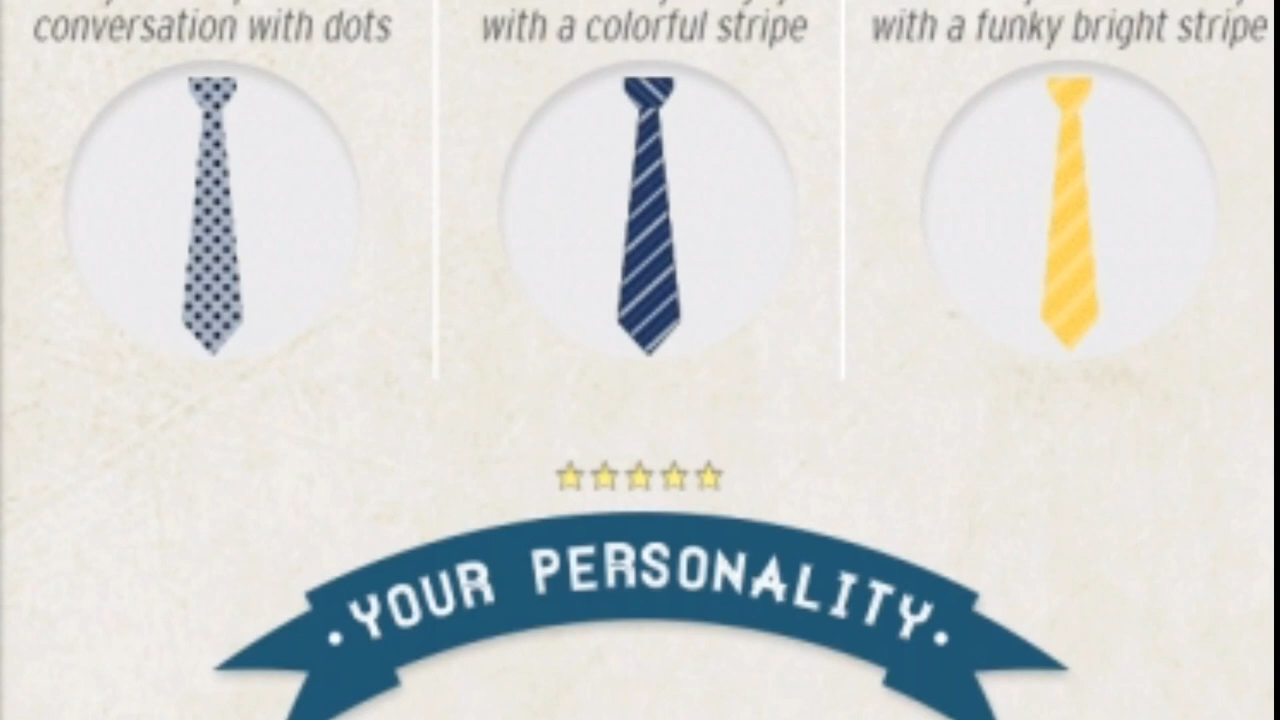 conversation with dots
with a colorful stripe
with a funky bright stripe
YOUR PERSONALITY